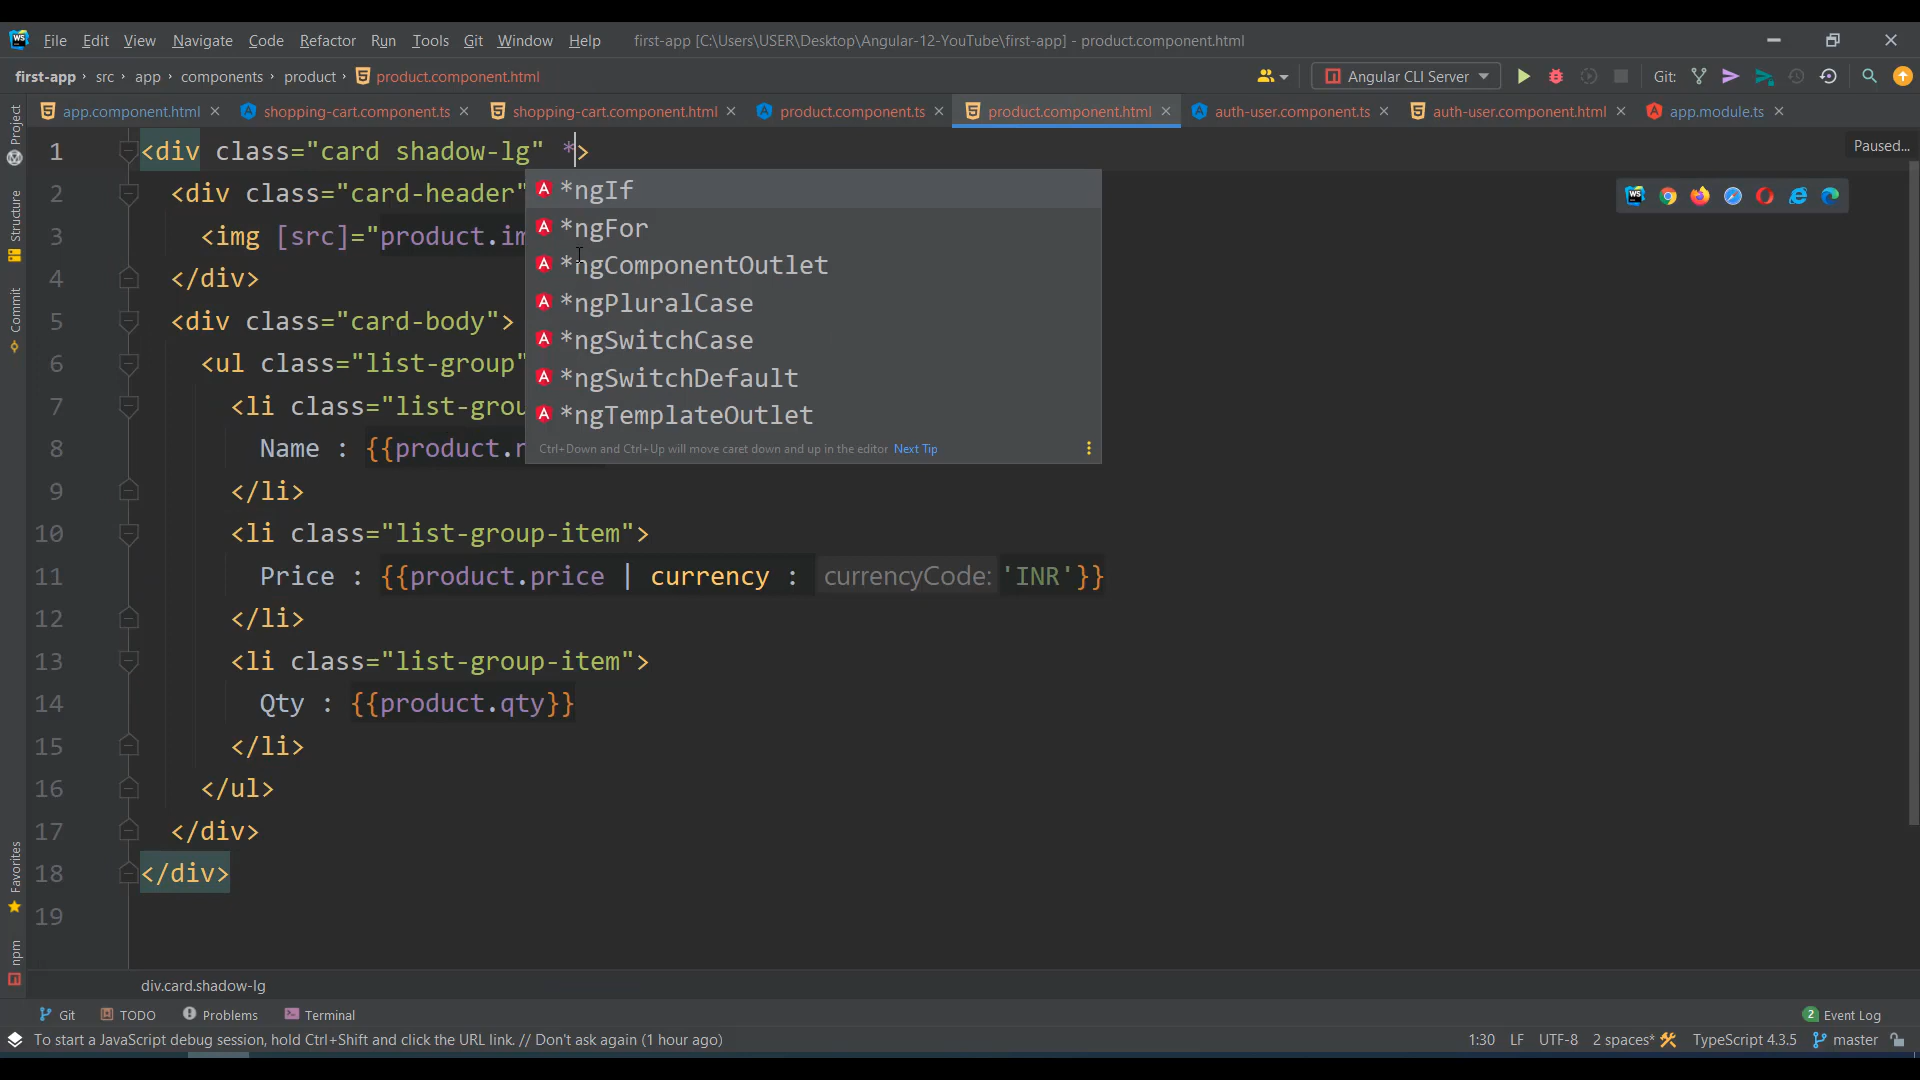 WS File Edit View Navigate Code Refactor Run Tools Git Window Help first-app [C:\Users\USER\Desktop\Angular-12-YouTube\first-app] - product.component.html
first-app › src › app › components › product › product.component.html Angular CLI Server Git:
app.component.html shopping-cart.component.ts shopping-cart.component.html product.component.ts product.component.html auth-user.component.ts auth-user.component.html app.module.ts
Project
Structure
Commit
Favorites
npm
Paused...
1 <div class="card shadow-lg" *>
*ngIf
2 <div class="card-header"
*ngFor
3 <img [src]="product.im
*ngComponentOutlet
4 </div>
*ngPluralCase
5 <div class="card-body">
*ngSwitchCase
6 <ul class="list-group"
*ngSwitchDefault
7 <li class="list-grou
*ngTemplateOutlet
8 Name : {{product.n
Ctrl+Down and Ctrl+Up will move caret down and up in the editor Next Tip
9 </li>
10 <li class="list-group-item">
11 Price : {{product.price | currency : currencyCode: 'INR'}}
12 </li>
13 <li class="list-group-item">
14 Qty : {{product.qty}}
15 </li>
16 </ul>
17 </div>
18 </div>
19
div.card.shadow-lg
Git TODO Problems Terminal 2 Event Log
To start a JavaScript debug session, hold Ctrl+Shift and click the URL link. // Don't ask again (1 hour ago) 1:30 LF UTF-8 2 spaces* TypeScript 4.3.5 master